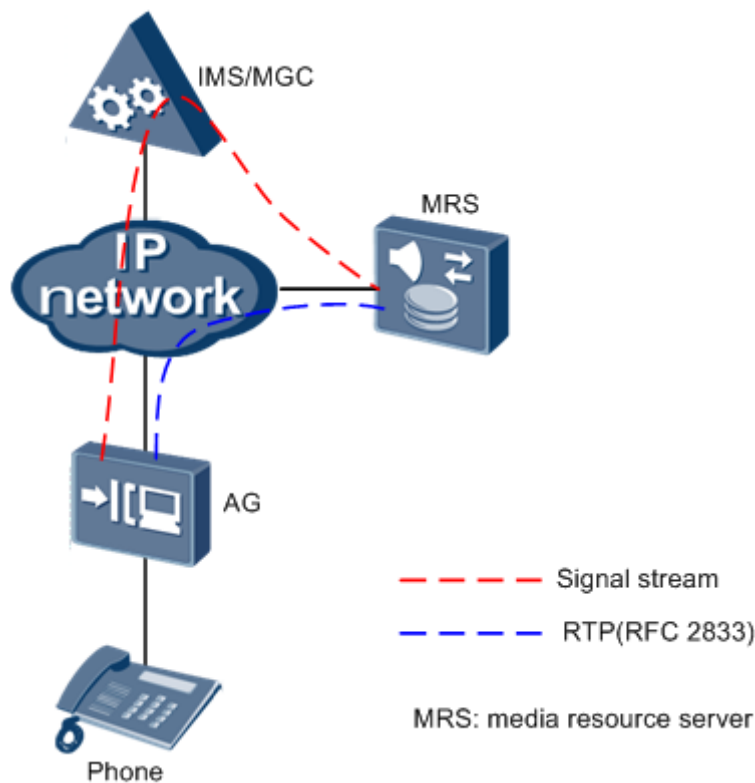 IMS/MGC
MRS
IP
network
AG
Signal stream
RTP(RFC 2833)
MRS: media resource server
Phone